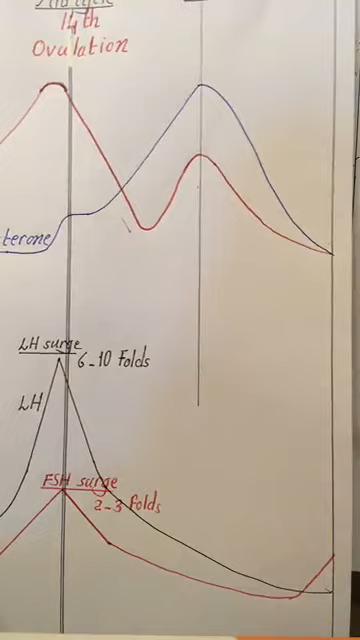 14th
Ovulation
terone
LH surge
6-10 Folds
LH
FSH surge
2-3 folds